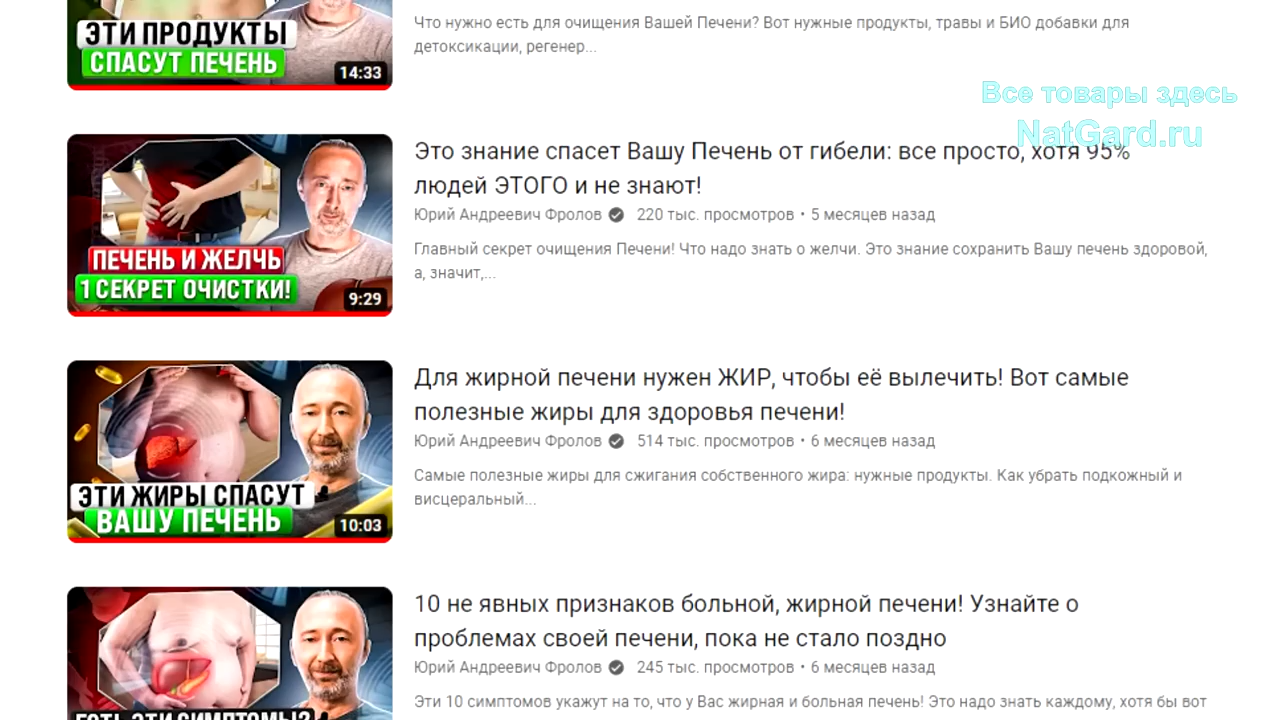 ЭТИ ПРОДУКТЫ
СПАСУТ ПЕЧЕНЬ
14:33
Что нужно есть для очищения Вашей Печени? Вот нужные продукты, травы и БИО добавки для
детоксикации, регенер...
Все товары здесь
NatGard.ru
Это знание спасет Вашу Печень от гибели: все просто, хотя 95%
людей ЭТОГО и не знают!
Юрий Андреевич Фролов 220 тыс. просмотров • 5 месяцев назад
Главный секрет очищения Печени! Что надо знать о желчи. Это знание сохранить Вашу печень здоровой,
а, значит,...
ПЕЧЕНЬ И ЖЕЛЧЬ
1 СЕКРЕТ ОЧИСТКИ!
9:29
Для жирной печени нужен ЖИР, чтобы её вылечить! Вот самые
полезные жиры для здоровья печени!
Юрий Андреевич Фролов 514 тыс. просмотров • 6 месяцев назад
Самые полезные жиры для сжигания собственного жира: нужные продукты. Как убрать подкожный и
висцеральный...
ЭТИ ЖИРЫ СПАСУТ
ВАШУ ПЕЧЕНЬ
10:03
10 не явных признаков больной, жирной печени! Узнайте о
проблемах своей печени, пока не стало поздно
Юрий Андреевич Фролов 245 тыс. просмотров • 6 месяцев назад
Эти 10 симптомов укажут на то, что у Вас жирная и больная печень! Это надо знать каждому, хотя бы вот
ЕСТЬ ЭТИ СИМПТОМЫ?